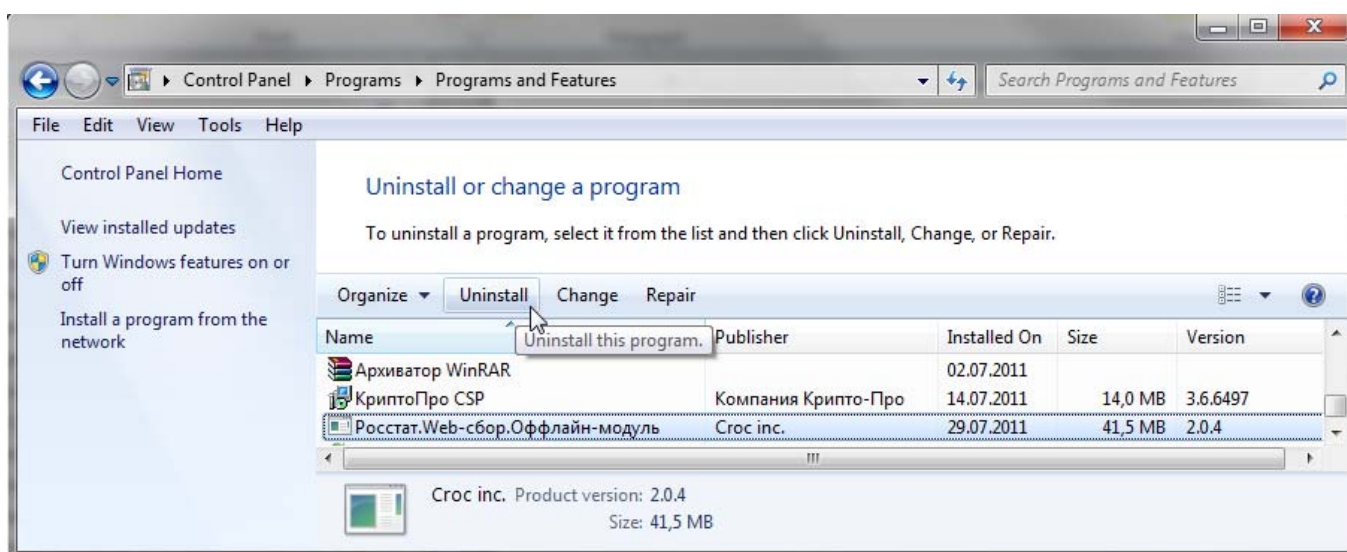 Control Panel Programs Programs and Features Search Programs and Features
File Edit View Tools Help
Control Panel Home
View installed updates
Turn Windows features on or
off
Install a program from the
network
Uninstall or change a program
To uninstall a program, select it from the list and then click Uninstall, Change, or Repair.
Organize Uninstall Change Repair
Name Publisher Installed On Size Version
Uninstall this program.
Архиватор WinRAR 02.07.2011
КриптоПро CSP Компания Крипто-Про 14.07.2011 14,0 MB 3.6.6497
Росстат.Web-сбор.Оффлайн-модуль Croc inc. 29.07.2011 41,5 MB 2.0.4
Croc inc. Product version: 2.0.4
Size: 41,5 MB